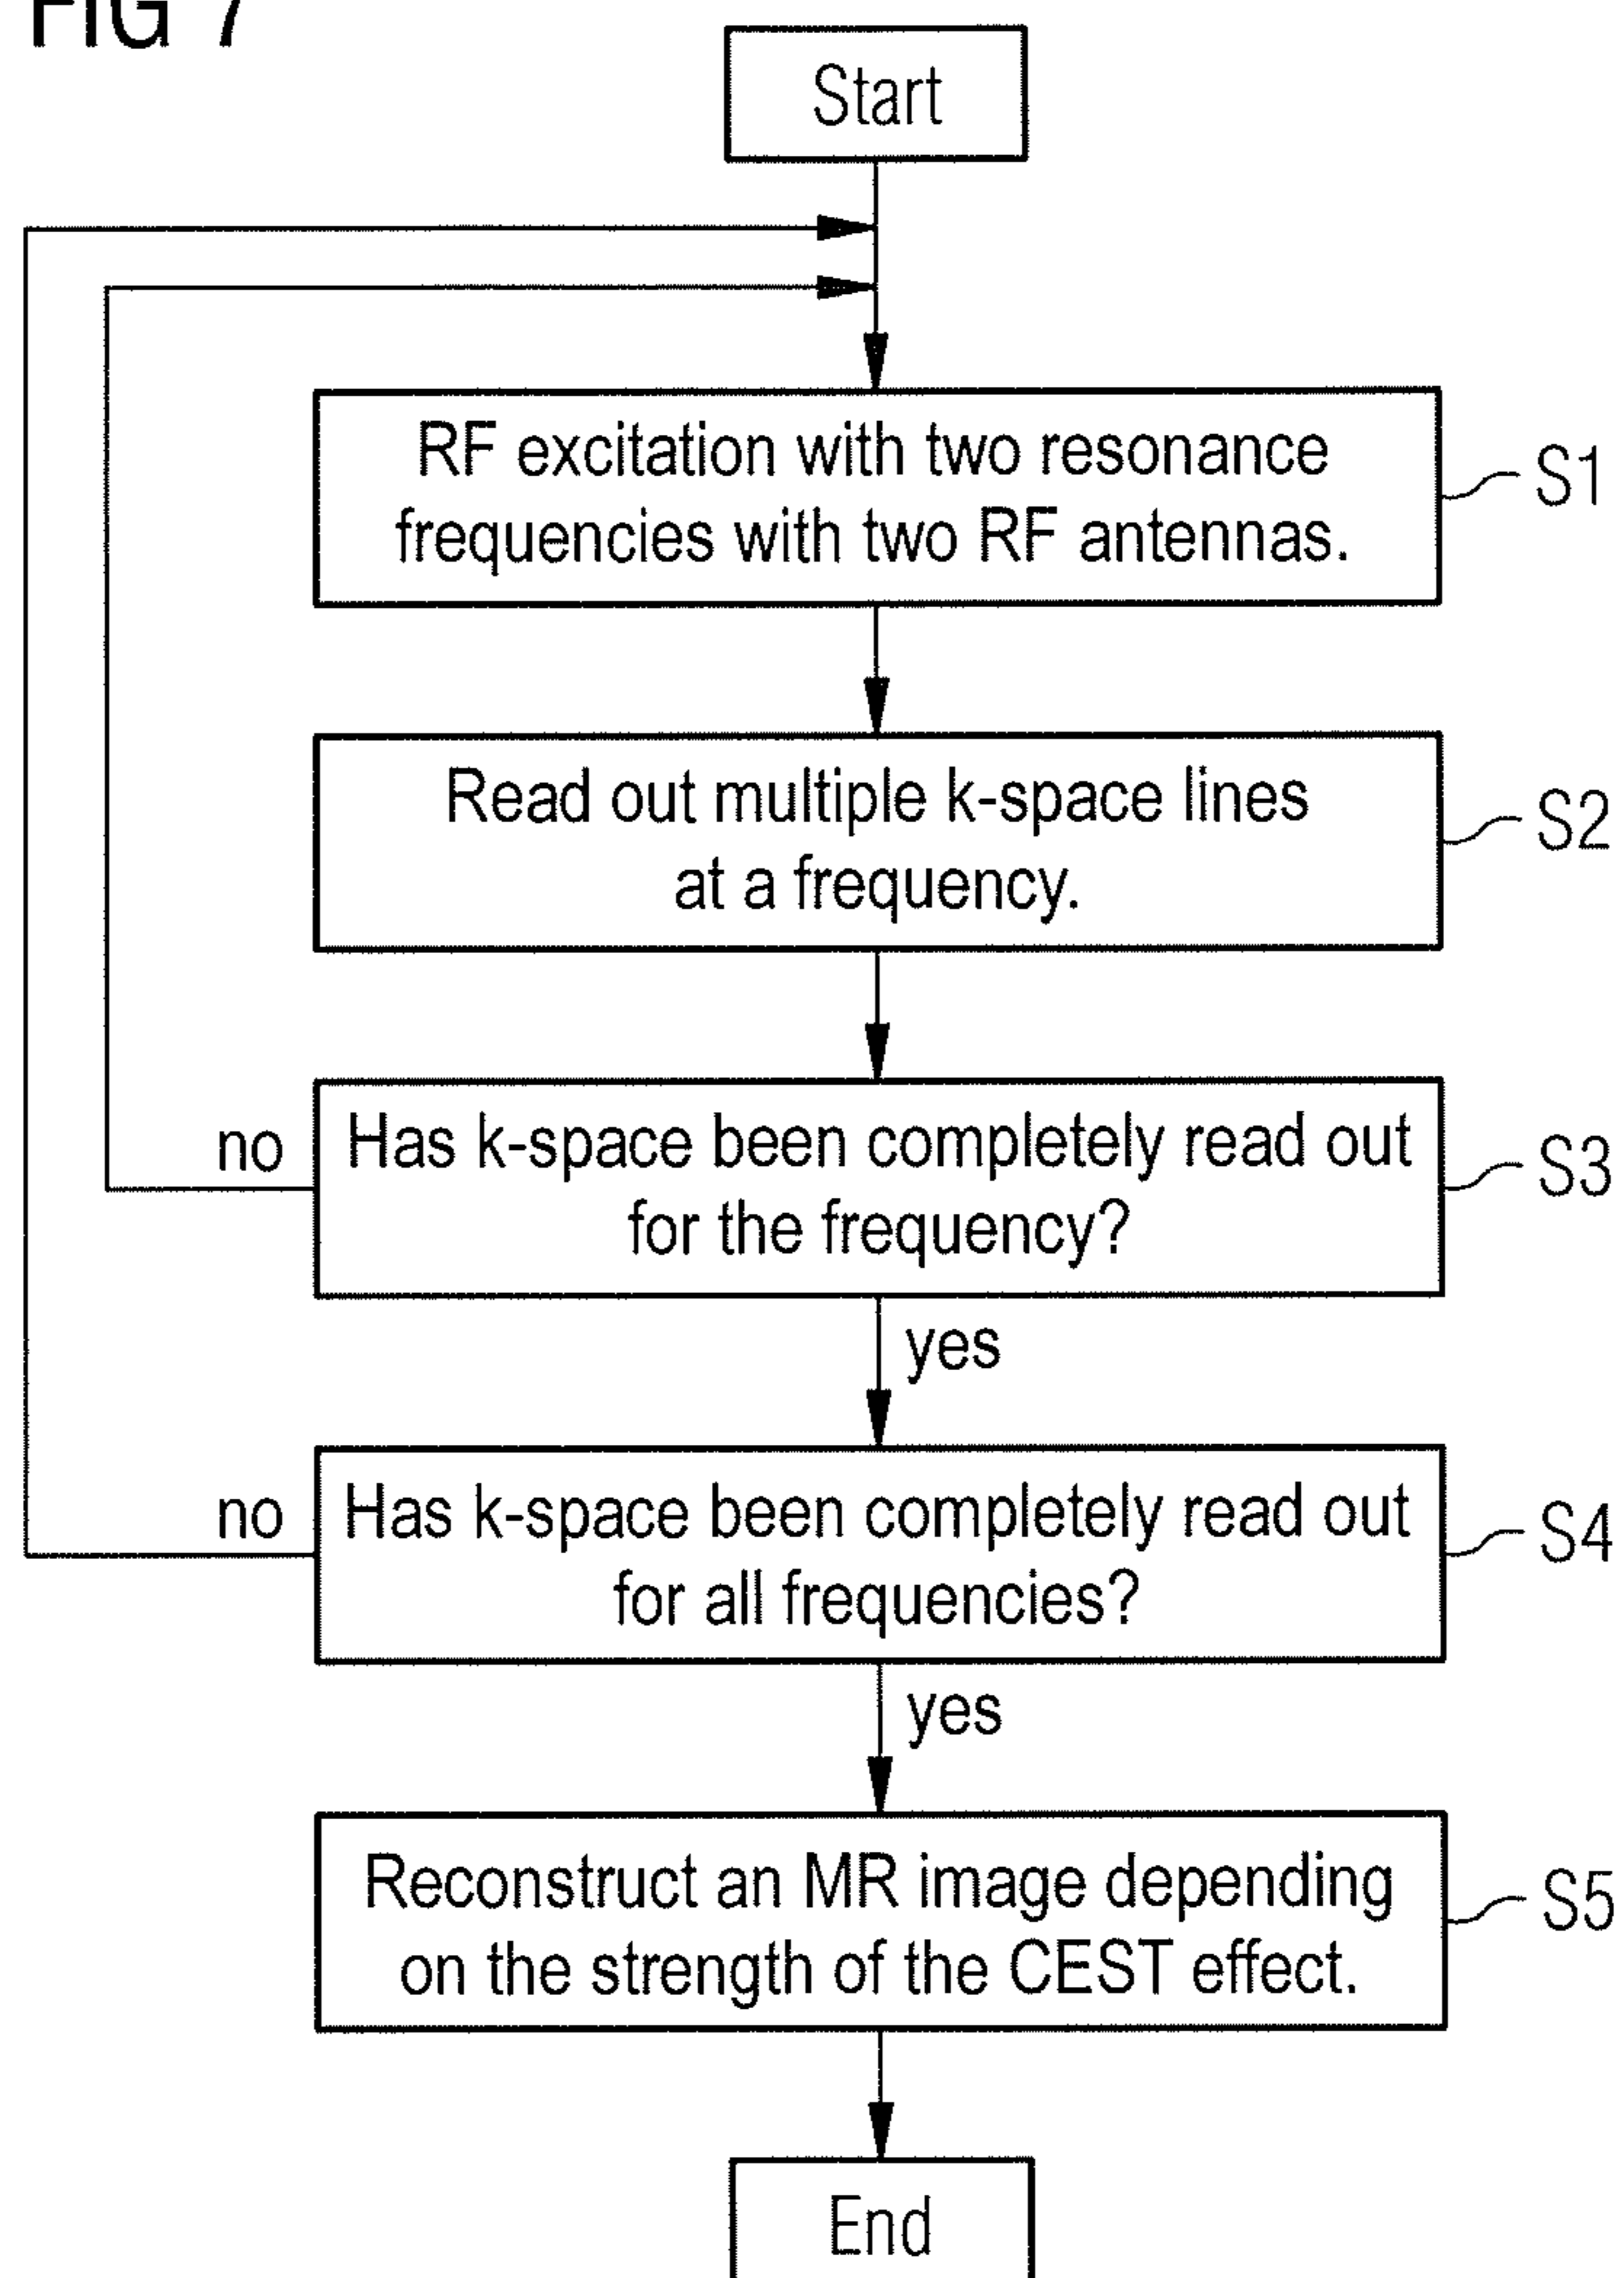 FIG 7
Start
RF excitation with two resonance
frequencies with two RF antennas.
S1
Read out multiple k-space lines
at a frequency.
S2
no
Has k-space been completely read out
for the frequency?
S3
yes
no
Has k-space been completely read out
for all frequencies?
S4
yes
Reconstruct an MR image depending
on the strength of the CEST effect.
S5
End